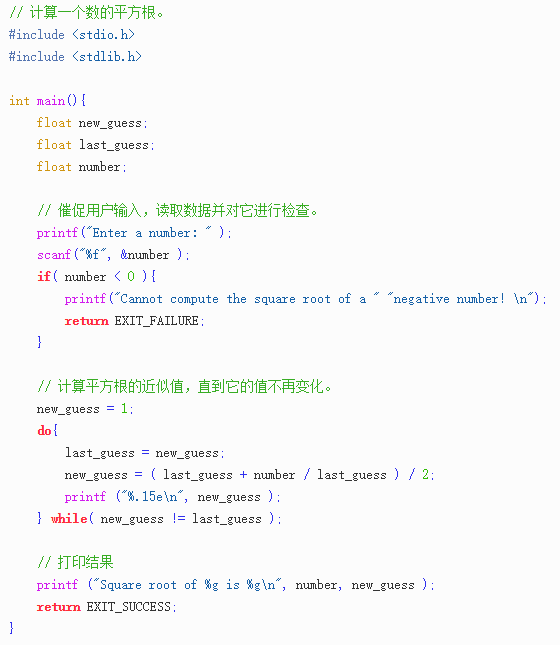 // 计算一个数的平方根。
#include <stdio.h>
#include <stdlib.h>
int main(){
float new_guess;
float last_guess;
float number;
// 催促用户输入，读取数据并对它进行检查。
printf("Enter a number: " );
scanf("%f", &number );
if( number < 0 ){
printf("Cannot compute the square root of a " "negative number! \n");
return EXIT_FAILURE;
}
// 计算平方根的近似值，直到它的值不再变化。
new_guess = 1;
do{
last_guess = new_guess;
new_guess = ( last_guess + number / last_guess ) / 2;
printf ("%.15e\n", new_guess );
} while( new_guess != last_guess );
// 打印结果
printf ("Square root of %g is %g\n", number, new_guess );
return EXIT_SUCCESS;
}